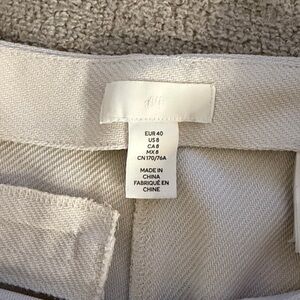 H&M
EUR 40
US 8
CA 8
MX 8
CN 170/76A
MADE IN
CHINA
FABRIQUÉ EN
CHINE